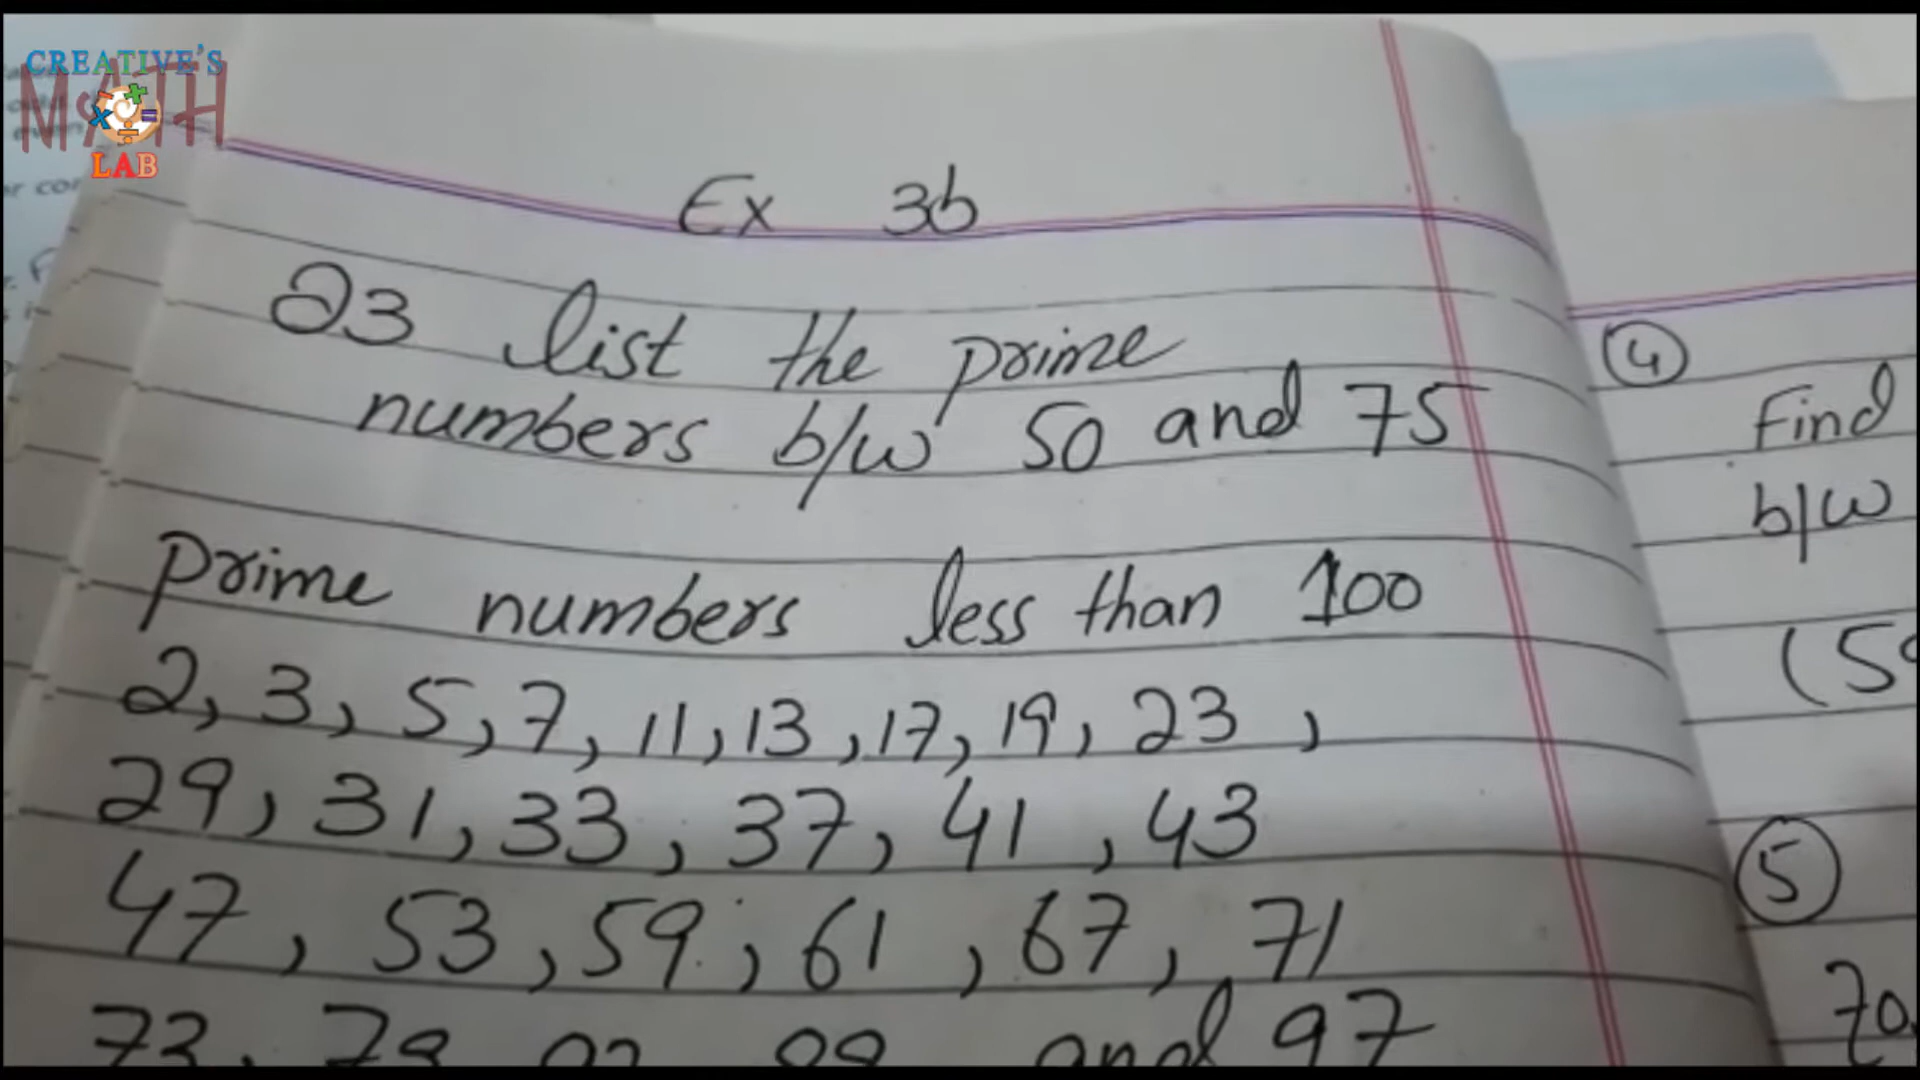 CREATIVE'S
MATH
LAB
Ex 3b
Q3 list the prime
numbers b/w 50 and 75
prime numbers less than 100
2, 3, 5, 7, 11, 13, 17, 19, 23,
29, 31, 33, 37, 41, 43
47, 53, 59, 61, 67, 71
and 97
4
Find
b/w
(5
5
70,